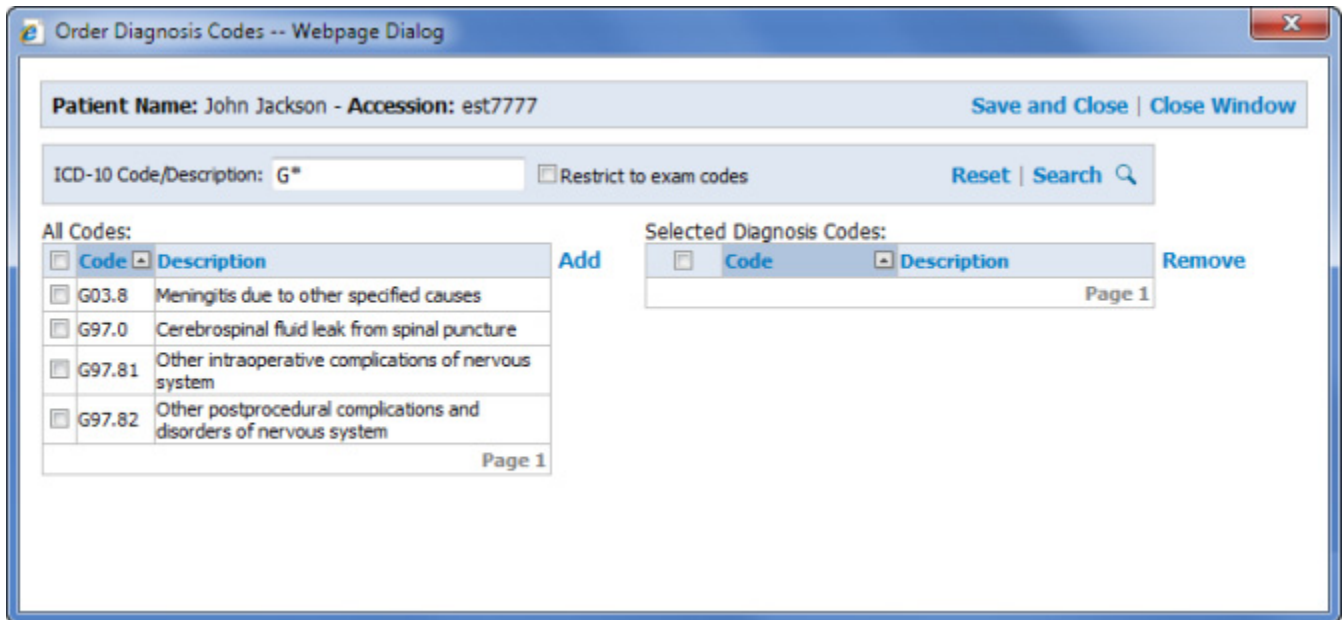 Order Diagnosis Codes -- Webpage Dialog
Patient Name: John Jackson - Accession: est7777 Save and Close | Close Window
ICD-10 Code/Description: G* Restrict to exam codes Reset | Search
All Codes:
Code Description Add
G03.8 Meningitis due to other specified causes
G97.0 Cerebrospinal fluid leak from spinal puncture
G97.81 Other intraoperative complications of nervous
system
G97.82 Other postprocedural complications and
disorders of nervous system
Page 1
Selected Diagnosis Codes:
Code Description Remove
Page 1